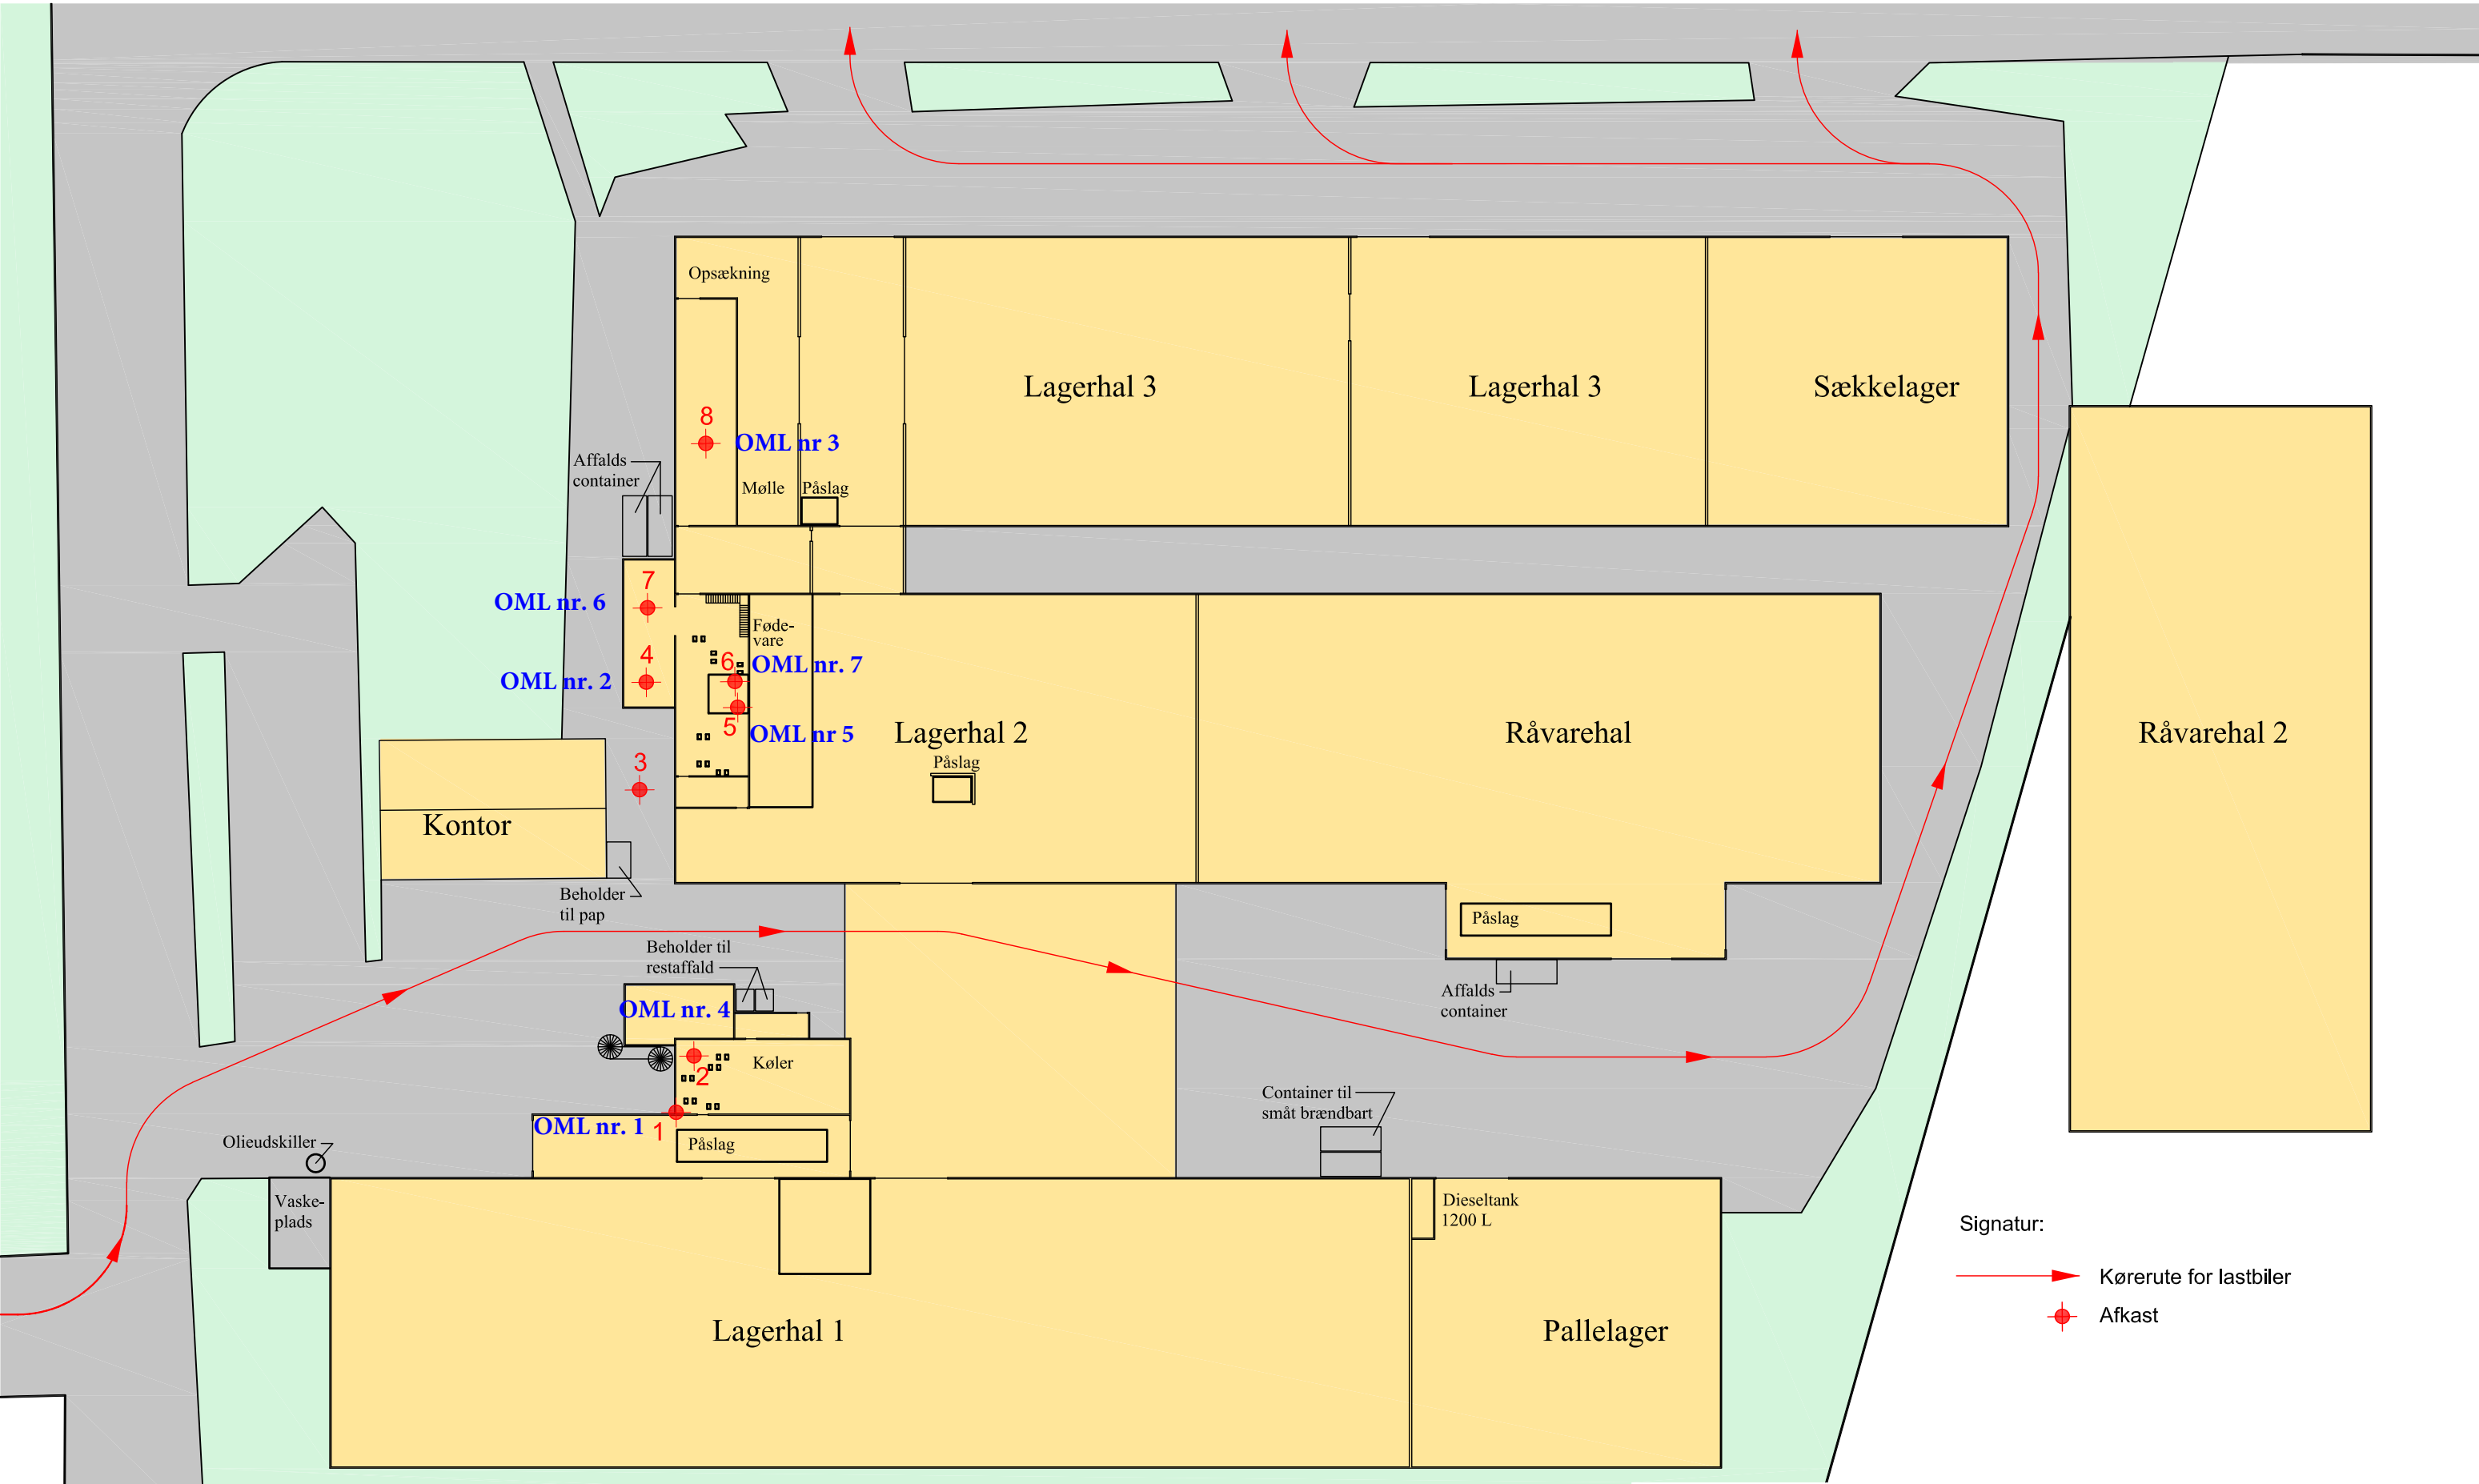 Opsækning
Lagerhal 3
Lagerhal 3
Sækkelager
8
OML nr 3
Affalds
container
Mølle
Påslag
7
OML nr. 6
Føde-
vare
4
OML nr. 2
6
OML nr. 7
5
OML nr 5
Lagerhal 2
Råvarehal
Råvarehal 2
3
Påslag
Kontor
Beholder
til pap
Påslag
Beholder til
restaffald
Affalds
container
OML nr. 4
Køler
2
Container til
småt brændbart
OML nr. 1
1
Påslag
Olieudskiller
Vaske-
plads
Dieseltank
1200 L
Lagerhal 1
Pallelager
Signatur:
Kørerute for lastbiler
Afkast